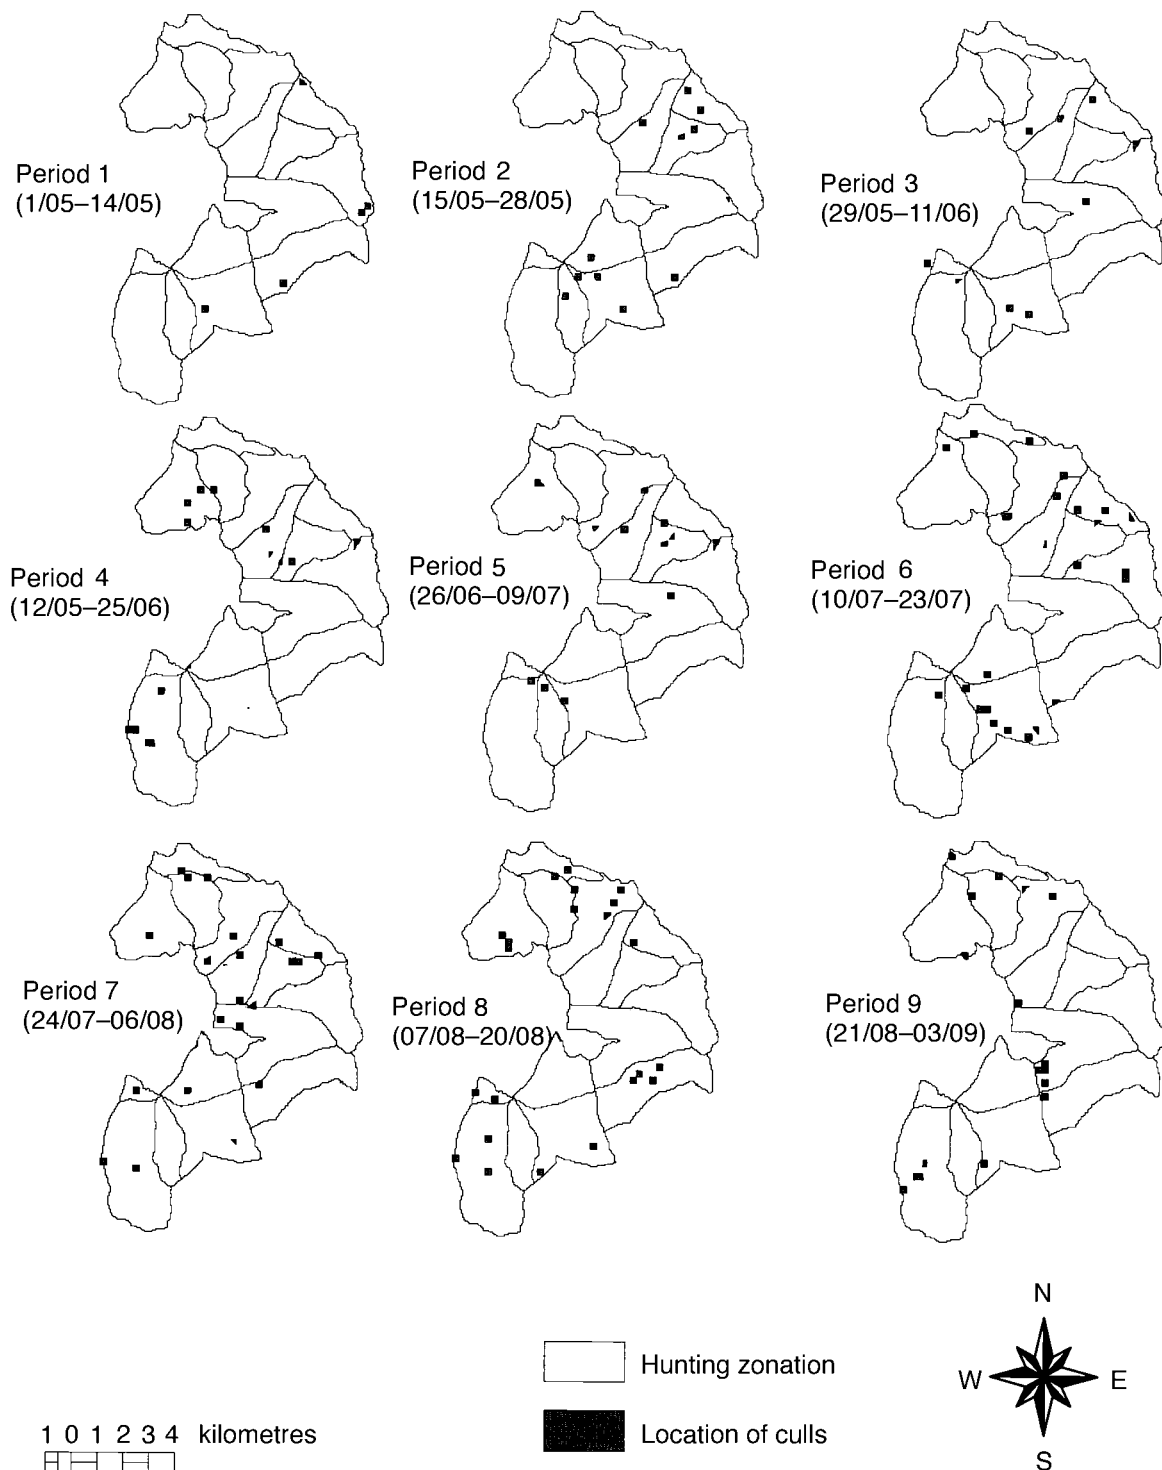 Period 1
(1/05–14/05)
Period 2
(15/05–28/05)
Period 3
(29/05–11/06)
Period 4
(12/05–25/06)
Period 5
(26/06–09/07)
Period 6
(10/07–23/07)
Period 7
(24/07–06/08)
Period 8
(07/08–20/08)
Period 9
(21/08–03/09)
N
W E
S
Hunting zonation
Location of culls
1 0 1 2 3 4 kilometres